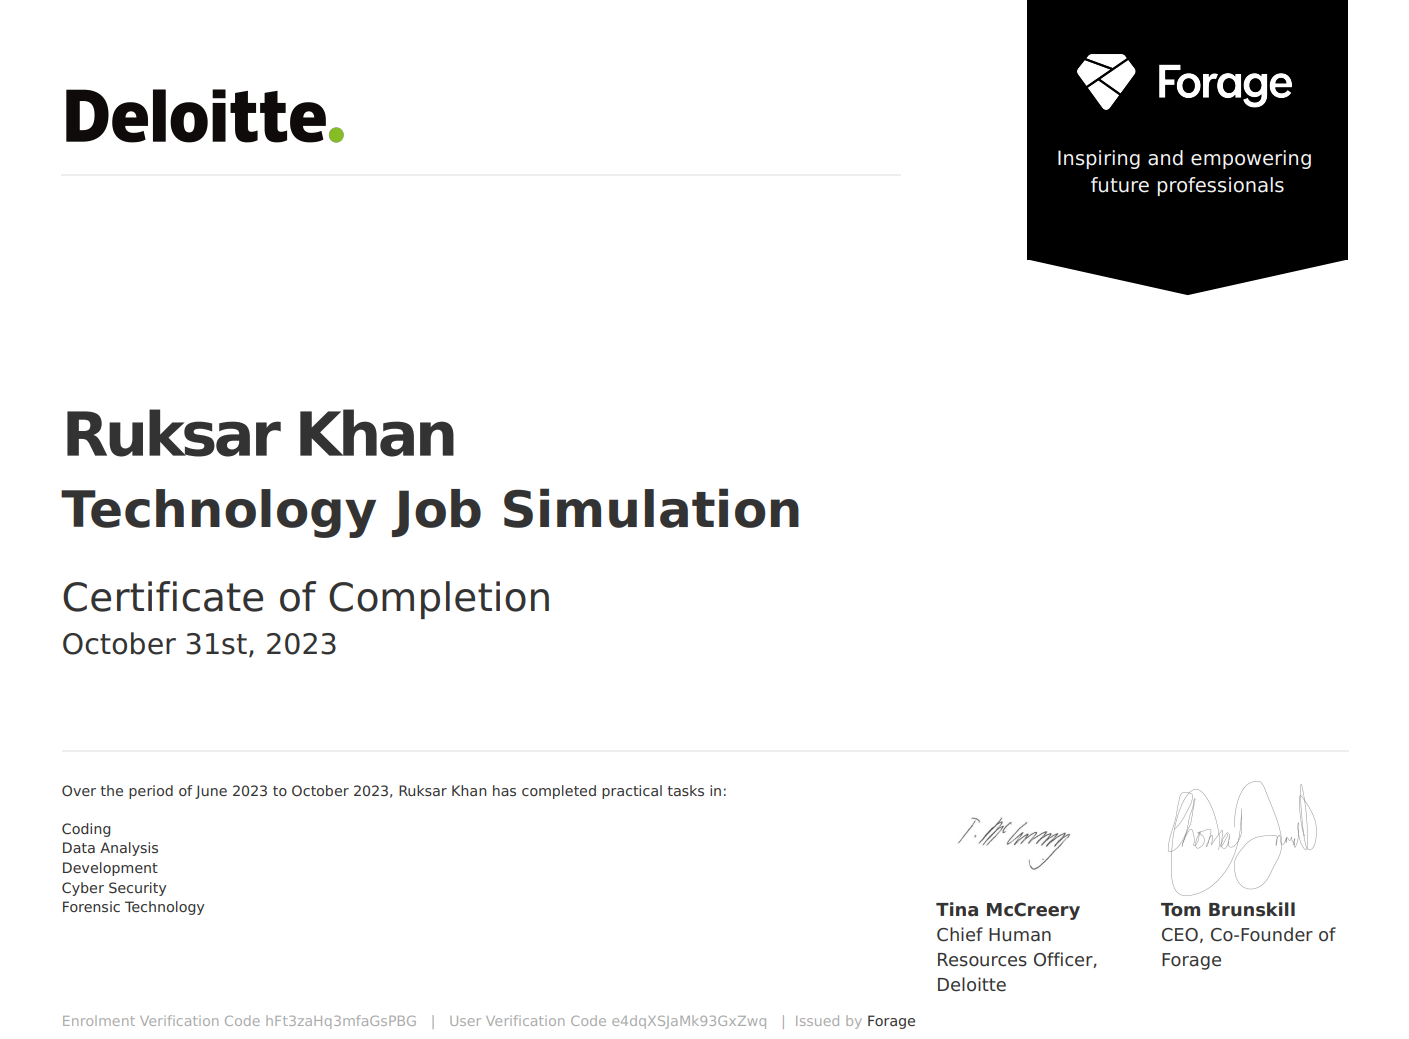 Deloitte.
Forage
Inspiring and empowering
future professionals
Ruksar Khan
Technology Job Simulation
Certificate of Completion
October 31st, 2023
Over the period of June 2023 to October 2023, Ruksar Khan has completed practical tasks in:
Coding
Data Analysis
Development
Cyber Security
Forensic Technology
T. McCreery
Tina McCreery
Chief Human
Resources Officer,
Deloitte
Tom Brunskill
CEO, Co-Founder of
Forage
Enrolment Verification Code hFt3zaHq3mfaGsPBG | User Verification Code e4dqXSJaMk93GxZwq | Issued by Forage